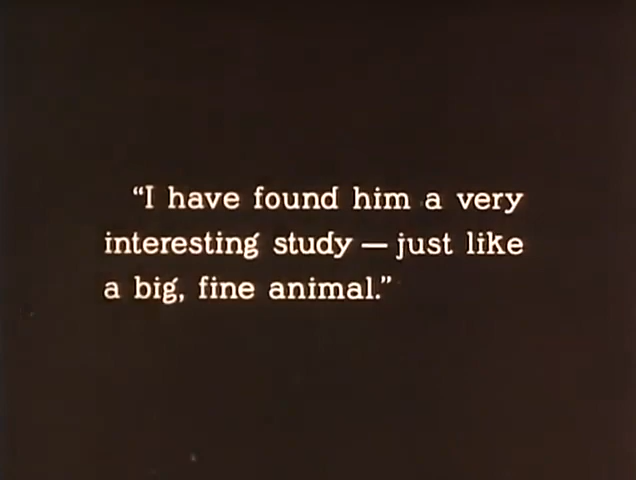 “I have found him a very
interesting study — just like
a big, fine animal.”